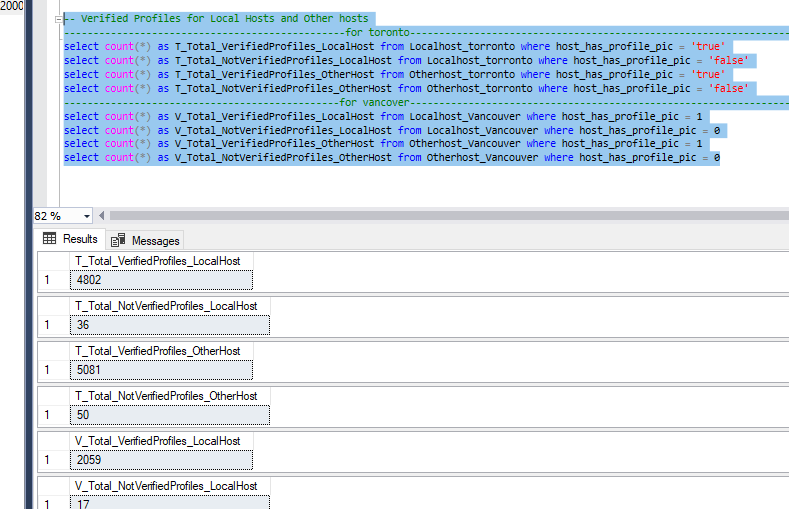 2000
-- Verified Profiles for Local Hosts and Other hosts
--------------------------------------------------for toronto--------------------------------------------------
select count(*) as T_Total_VerifiedProfiles_LocalHost from Localhost_torronto where host_has_profile_pic = 'true'
select count(*) as T_Total_NotVerifiedProfiles_LocalHost from Localhost_torronto where host_has_profile_pic = 'false'
select count(*) as T_Total_VerifiedProfiles_OtherHost from Otherhost_torronto where host_has_profile_pic = 'true'
select count(*) as T_Total_NotVerifiedProfiles_OtherHost from Otherhost_torronto where host_has_profile_pic = 'false'
--------------------------------------------------for vancover--------------------------------------------------
select count(*) as V_Total_VerifiedProfiles_LocalHost from Localhost_Vancouver where host_has_profile_pic = 1
select count(*) as V_Total_NotVerifiedProfiles_LocalHost from Localhost_Vancouver where host_has_profile_pic = 0
select count(*) as V_Total_VerifiedProfiles_OtherHost from Otherhost_Vancouver where host_has_profile_pic = 1
select count(*) as V_Total_NotVerifiedProfiles_OtherHost from Otherhost_Vancouver where host_has_profile_pic = 0
82 %
Results Messages
T_Total_VerifiedProfiles_LocalHost
1 4802
T_Total_NotVerifiedProfiles_LocalHost
1 36
T_Total_VerifiedProfiles_OtherHost
1 5081
T_Total_NotVerifiedProfiles_OtherHost
1 50
V_Total_VerifiedProfiles_LocalHost
1 2059
V_Total_NotVerifiedProfiles_LocalHost
1 17